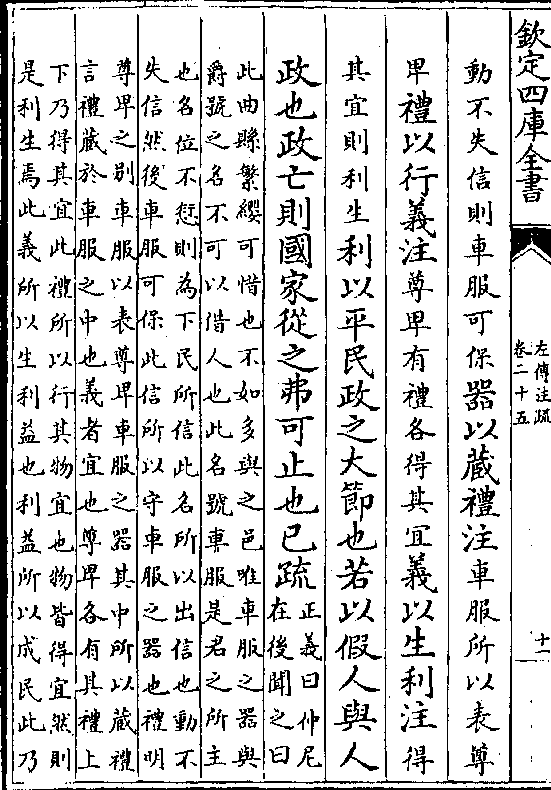 欽定四庫全書
左傳注疏
卷二十五
十一
動不失信則車服可保器以藏禮注車服所以表尊
卑禮以行義注尊卑有禮各得其宜義以生利注得
其宜則利生利以平民政之大節也若以假人與人
政也政亡則國家從之弗可止也已疏正義曰仲尼
在後聞之曰
此曲縣繁纓可惜也不如多與之邑唯車服之器與
爵號之名不可以借人也此名號車服是君之所主
也名位不愆則為下民所信此名所以出信也動不
失信然後車服可保此信所以守車服之器也禮明
尊卑之别車服以表尊卑車服之器其中所以藏禮
言禮藏於車服之中也義者宜也尊卑各有其禮上
下乃得其宜此禮所以行其物宜也物皆得宜然則
是利生焉此義所以生利益也利益所以成民此乃